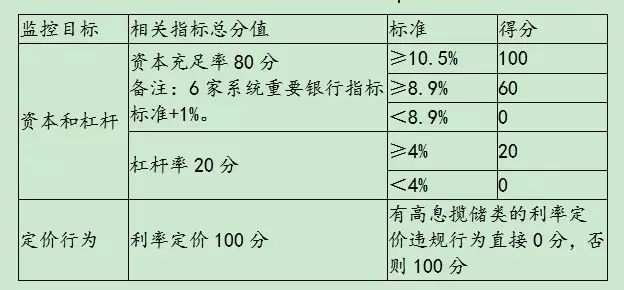 监控目标 相关指标总分值 标准 得分
资本和杠杆
资本充足率 80 分
备注：6 家系统重要银行指标
标准+1%。
≥10.5% 100
≥8.9% 60
<8.9% 0
杠杆率 20 分
≥4% 20
<4% 0
定价行为
利率定价 100 分
有高息揽储类的利率定
价违规行为直接 0 分，否
则 100 分